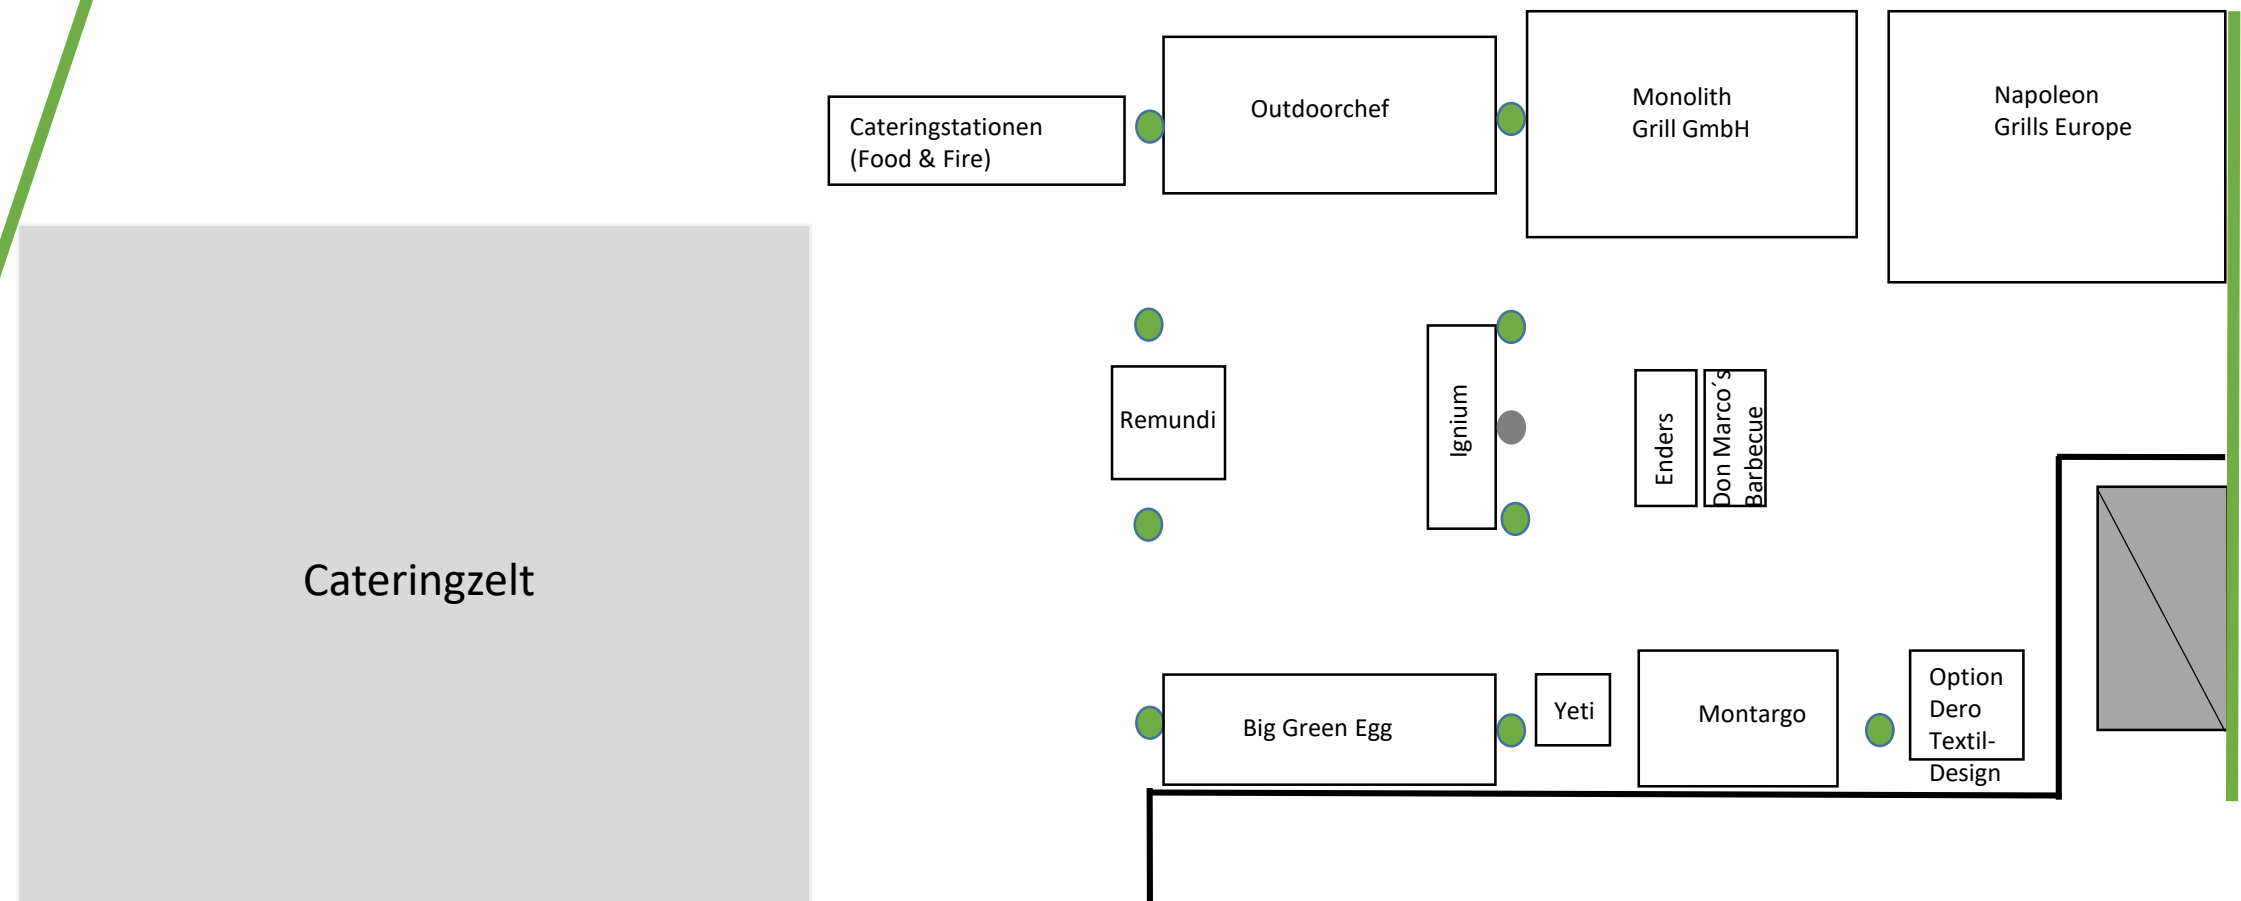 Cateringstationen
(Food & Fire)
Outdoorchef
Monolith
Grill GmbH
Napoleon
Grills Europe
Remundi
Ignium
Enders
Don Marco´s
Barbecue
Cateringzelt
Big Green Egg
Yeti
Montargo
Option
Dero
Textil-
Design